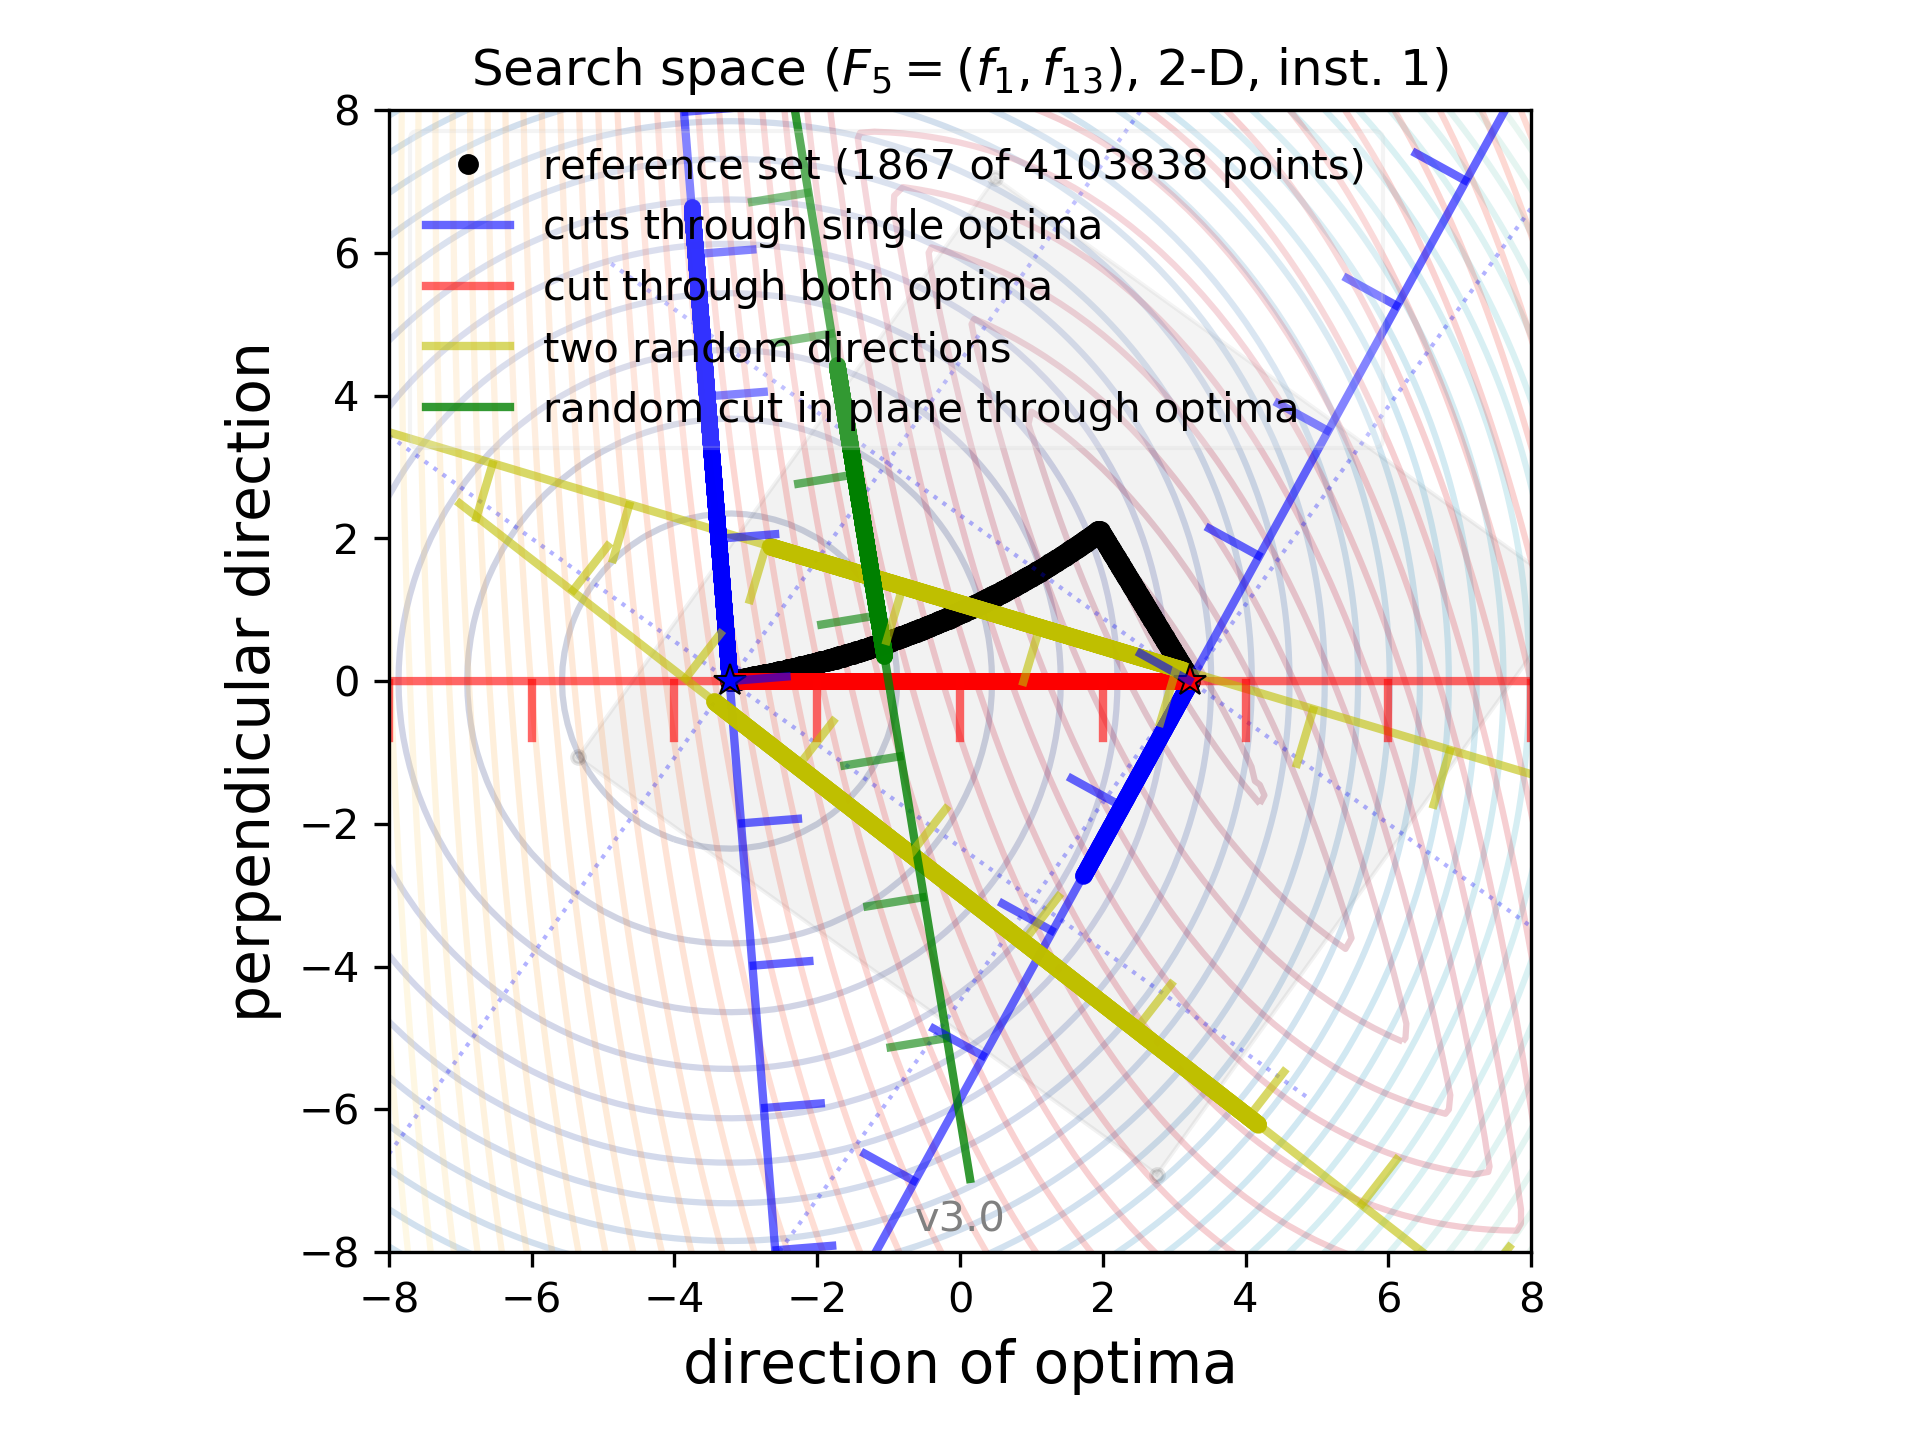 Search space (F5 = (f1, f13), 2-D, inst. 1)
reference set (1867 of 4103838 points)
cuts through single optima
cut through both optima
two random directions
random cut in plane through optima
8
6
4
2
0
−2
−4
−6
−8
perpendicular direction
v3.0
−8 −6 −4 −2 0 2 4 6 8
direction of optima